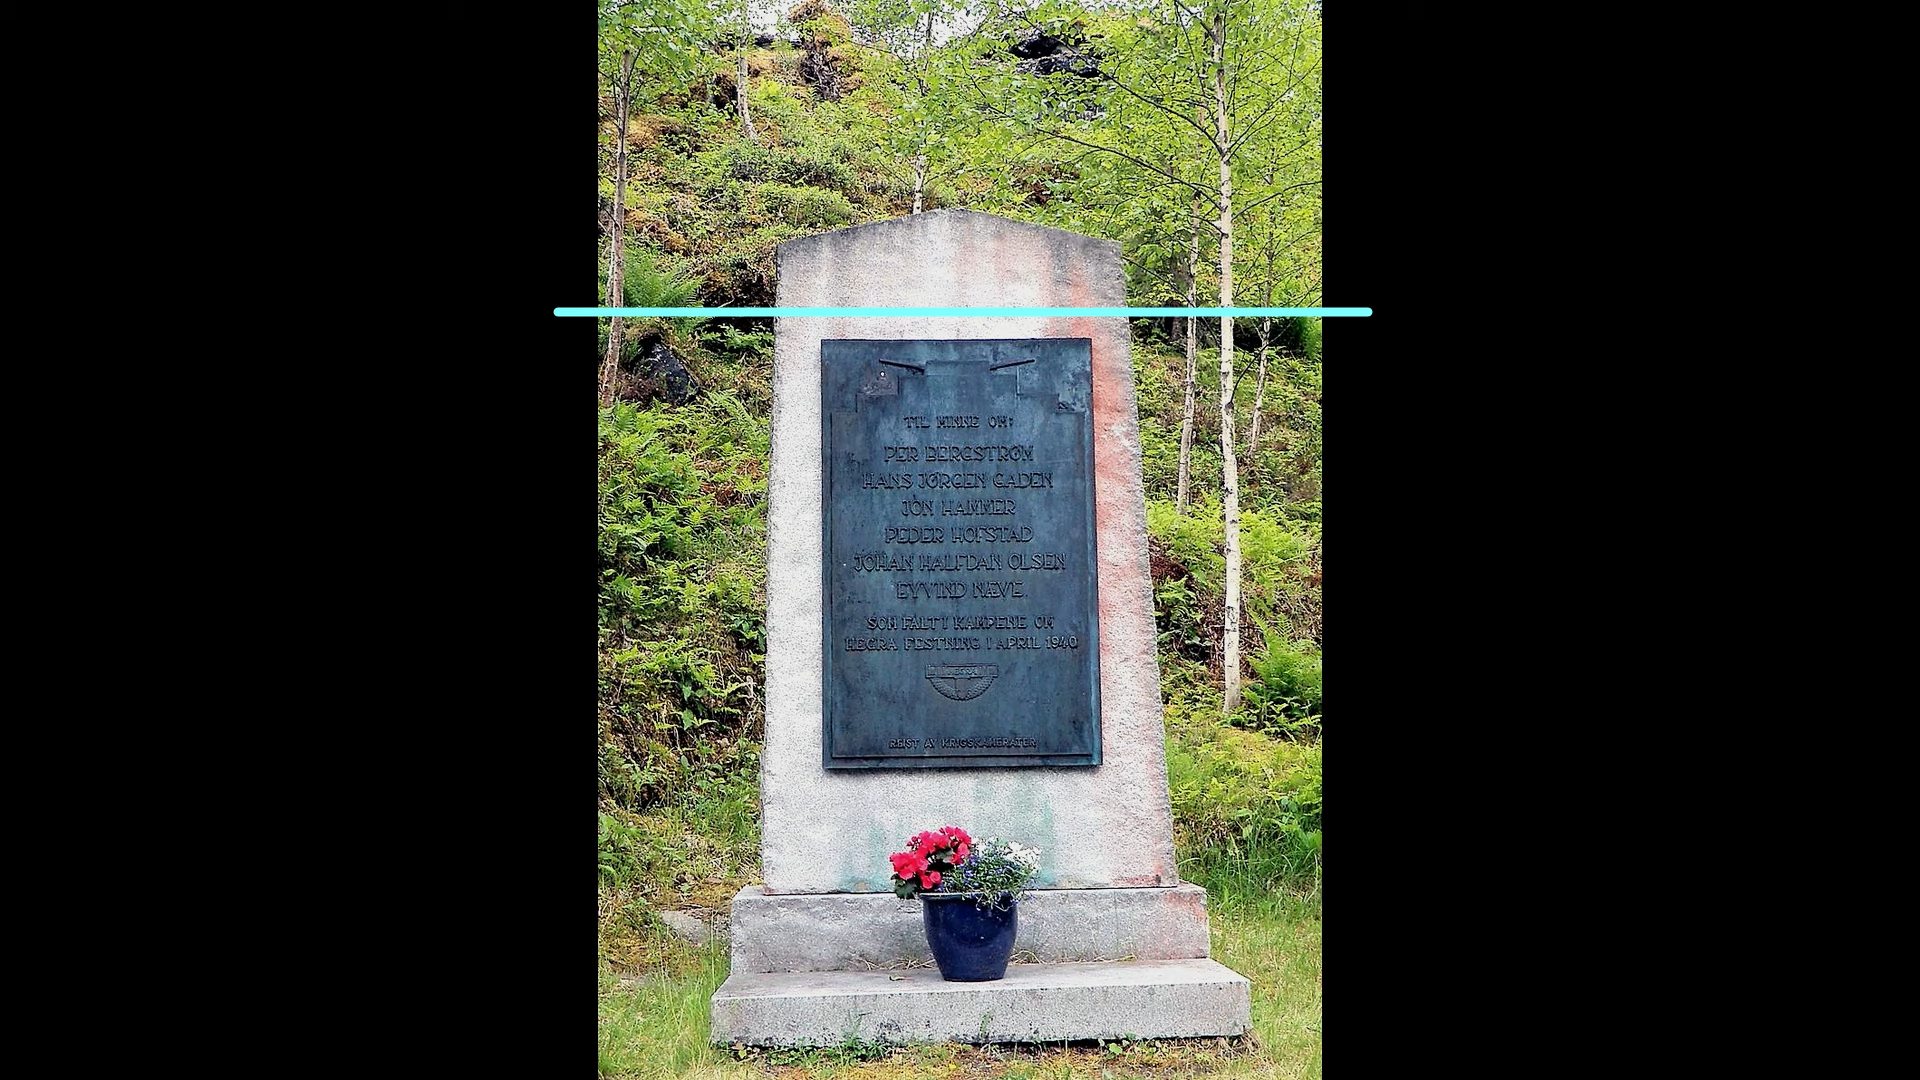 TIL MINNE OM:
PER BERGSTRØM
HANS JØRGEN GADEN
JON HAMMER
PEDER HOFSTAD
JOHAN HALFDAN OLSEN
EYVIND NÆVE.
SOM FALT I KAMPENE OM
HEGRA FESTNING I APRIL 1940
HEGRA
REIST AV KRIGSKAMERATER